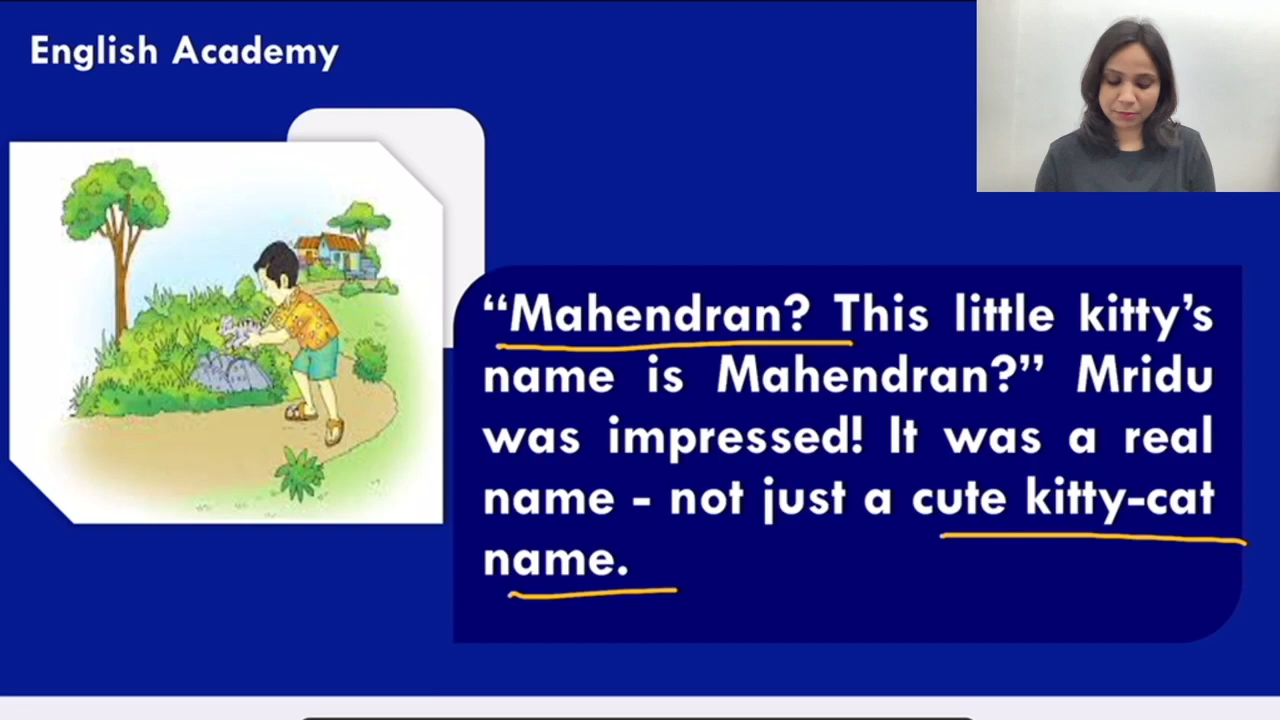 English Academy
“Mahendran? This little kitty’s
name is Mahendran?” Mridu
was impressed! It was a real
name - not just a cute kitty-cat
name.